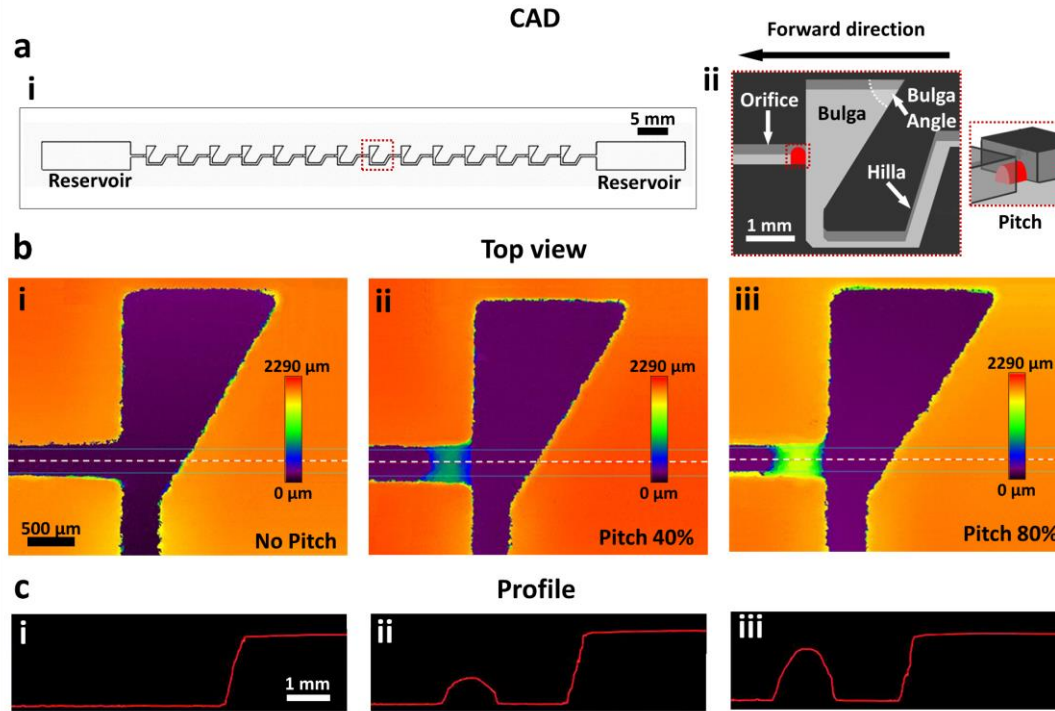 CAD
a
i
5 mm
Reservoir
Reservoir
Forward direction
ii
Orifice
Bulga
Bulga
Angle
Hilla
1 mm
Pitch
b
Top view
i
2290 µm
0 µm
500 µm
No Pitch
ii
2290 µm
0 µm
Pitch 40%
iii
2290 µm
0 µm
Pitch 80%
c
Profile
i
1 mm
ii
iii